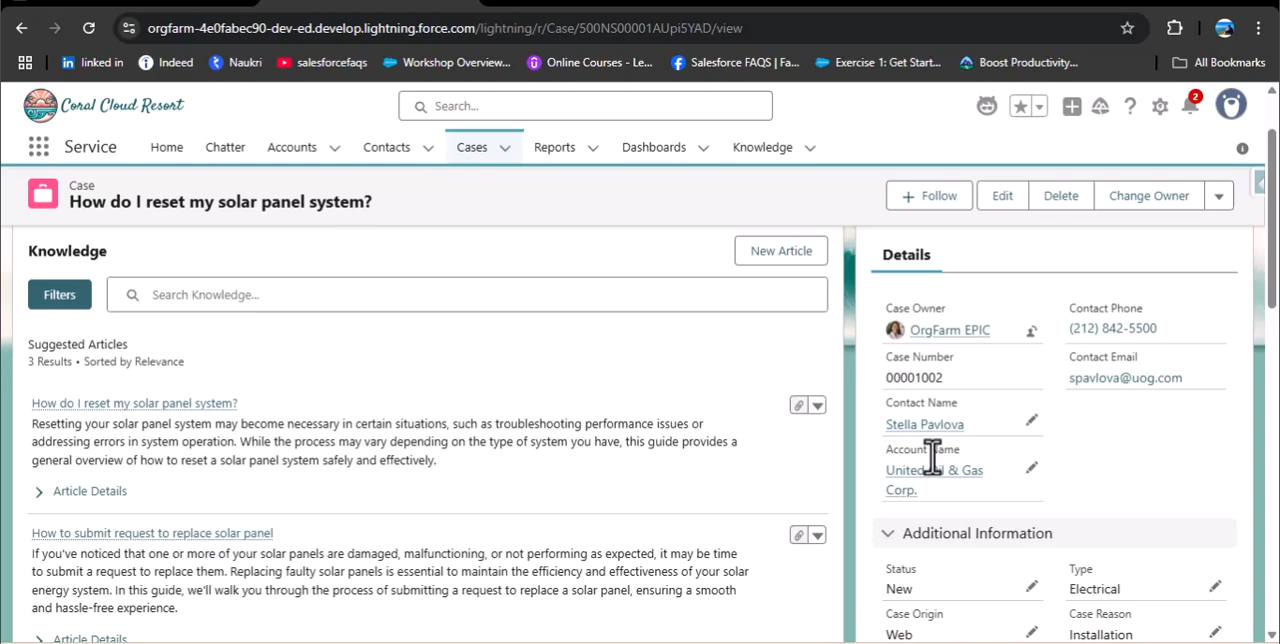 orgfarm-4e0fabec90-dev-ed.develop.lightning.force.com/lightning/r/Case/500NS00001AUpi5YAD/view
linked in Indeed Naukri salesforcefaqs Workshop Overview... Online Courses - Le... Salesforce FAQS | Fa... Exercise 1: Get Start... Boost Productivity... All Bookmarks
Coral Cloud Resort Search... 2
Service Home Chatter Accounts Contacts Cases Reports Dashboards Knowledge
Case
How do I reset my solar panel system?
Follow Edit Delete Change Owner
Knowledge
New Article
Filters
Search Knowledge...
Suggested Articles
3 Results • Sorted by Relevance
How do I reset my solar panel system?
Resetting your solar panel system may become necessary in certain situations, such as troubleshooting performance issues or
addressing errors in system operation. While the process may vary depending on the type of system you have, this guide provides a
general overview of how to reset a solar panel system safely and effectively.
Article Details
How to submit request to replace solar panel
If you've noticed that one or more of your solar panels are damaged, malfunctioning, or not performing as expected, it may be time
to submit a request to replace them. Replacing faulty solar panels is essential to maintain the efficiency and effectiveness of your solar
energy system. In this guide, we'll walk you through the process of submitting a request to replace a solar panel, ensuring a smooth
and hassle-free experience.
Article Details
Details
Case Owner
OrgFarm EPIC
Contact Phone
(212) 842-5500
Case Number
00001002
Contact Email
spavlova@uog.com
Contact Name
Stella Pavlova
Account Name
United Oil & Gas
Corp.
Additional Information
Status
New
Type
Electrical
Case Origin
Web
Case Reason
Installation